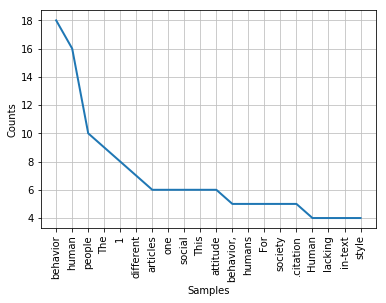 18
16
14
12
10
8
6
4
Counts
behavior
human
people
The
1
different
articles
one
social
This
attitude
behavior,
humans
For
society
.citation
Human
lacking
in-text
style
Samples